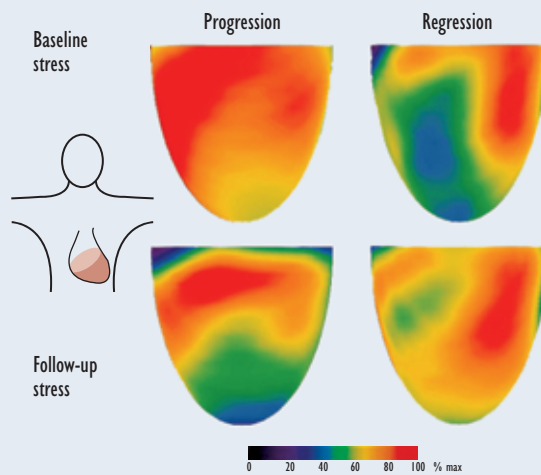 Progression
Regression
Baseline
stress
Follow-up
stress
0 20 40 60 80 100 % max